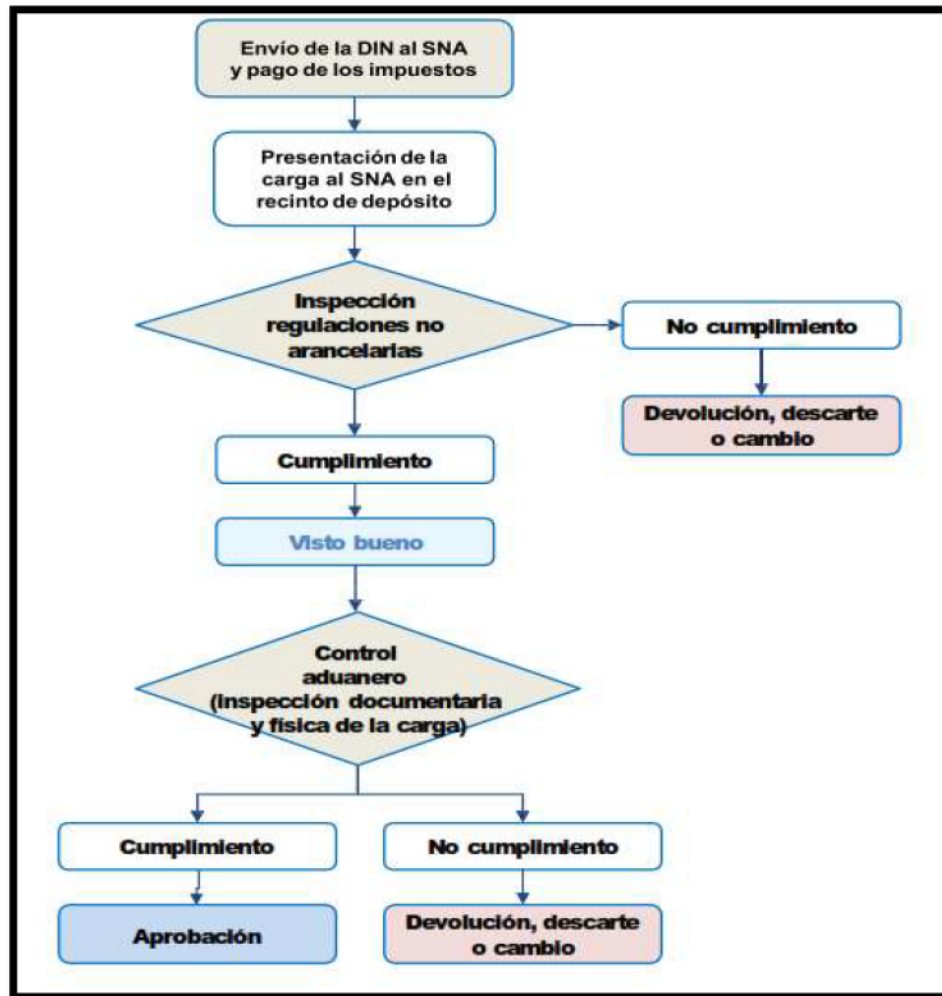 Envío de la DIN al SNA
y pago de los impuestos
Presentación de la
carga al SNA en el
recinto de depósito
Inspección
regulaciones no
arancelarias
No cumplimiento
Devolución, descarte
o cambio
Cumplimiento
Visto bueno
Control
aduanero
(inspección documentaria
y física de la carga)
Cumplimiento
No cumplimiento
Aprobación
Devolución, descarte
o cambio